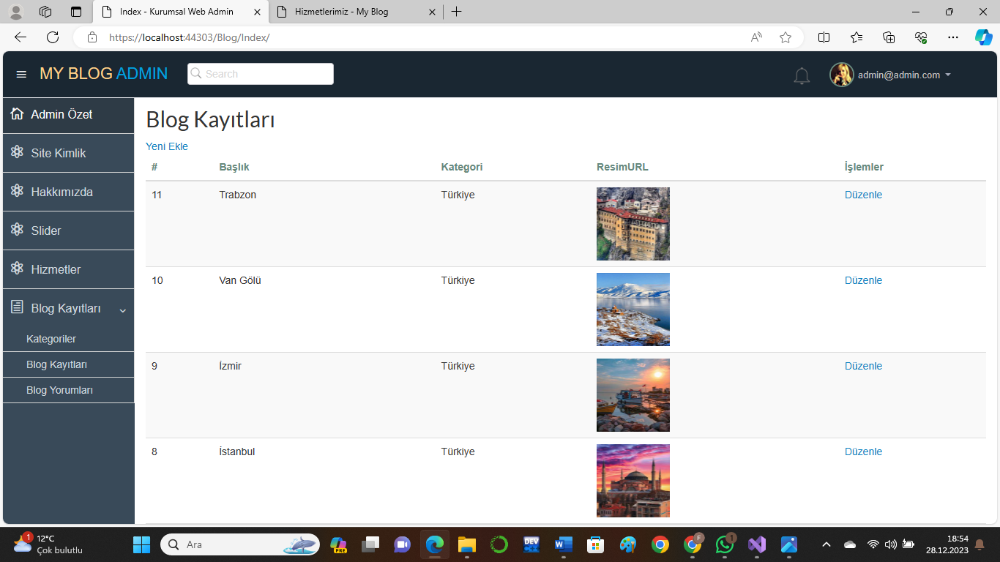 Index - Kurumsal Web Admin
Hizmetlerimiz - My Blog
https://localhost:44303/Blog/Index/
MY BLOG ADMIN
Search
admin@admin.com
Admin Özet
Site Kimlik
Hakkımızda
Slider
Hizmetler
Blog Kayıtları
Kategoriler
Blog Kayıtları
Blog Yorumları
Blog Kayıtları
Yeni Ekle
# Başlık Kategori ResimURL İşlemler
11 Trabzon Türkiye Düzenle
10 Van Gölü Türkiye Düzenle
9 İzmir Türkiye Düzenle
8 İstanbul Türkiye Düzenle
1
12°C
Çok bulutlu
Ara
PRE
DEV
F
1
18:54
28.12.2023